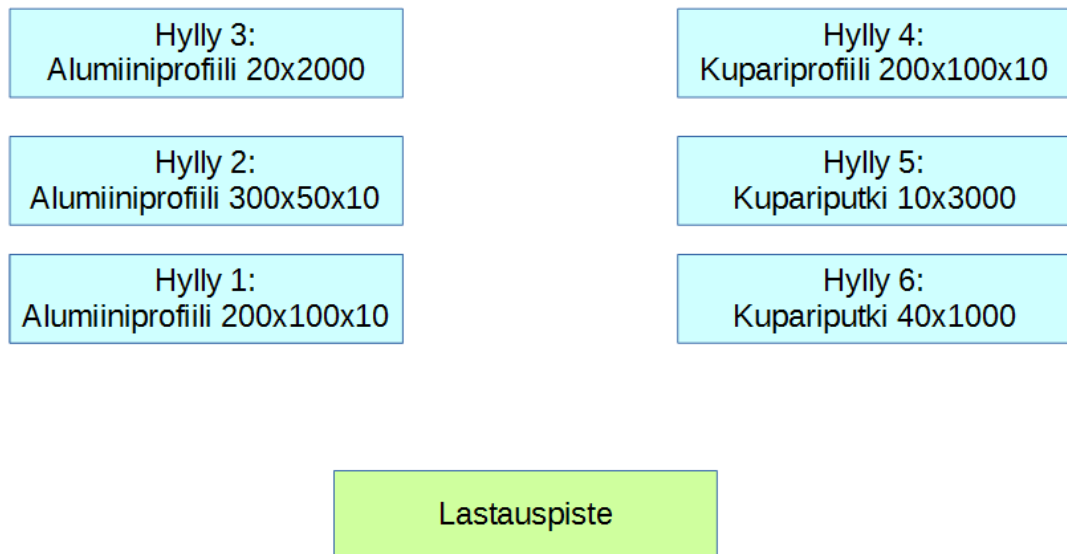 Hylly 3:
Alumiiniprofiili 20x2000
Hylly 4:
Kupariprofiili 200x100x10
Hylly 2:
Alumiiniprofiili 300x50x10
Hylly 5:
Kupariputki 10x3000
Hylly 1:
Alumiiniprofiili 200x100x10
Hylly 6:
Kupariputki 40x1000
Lastauspiste